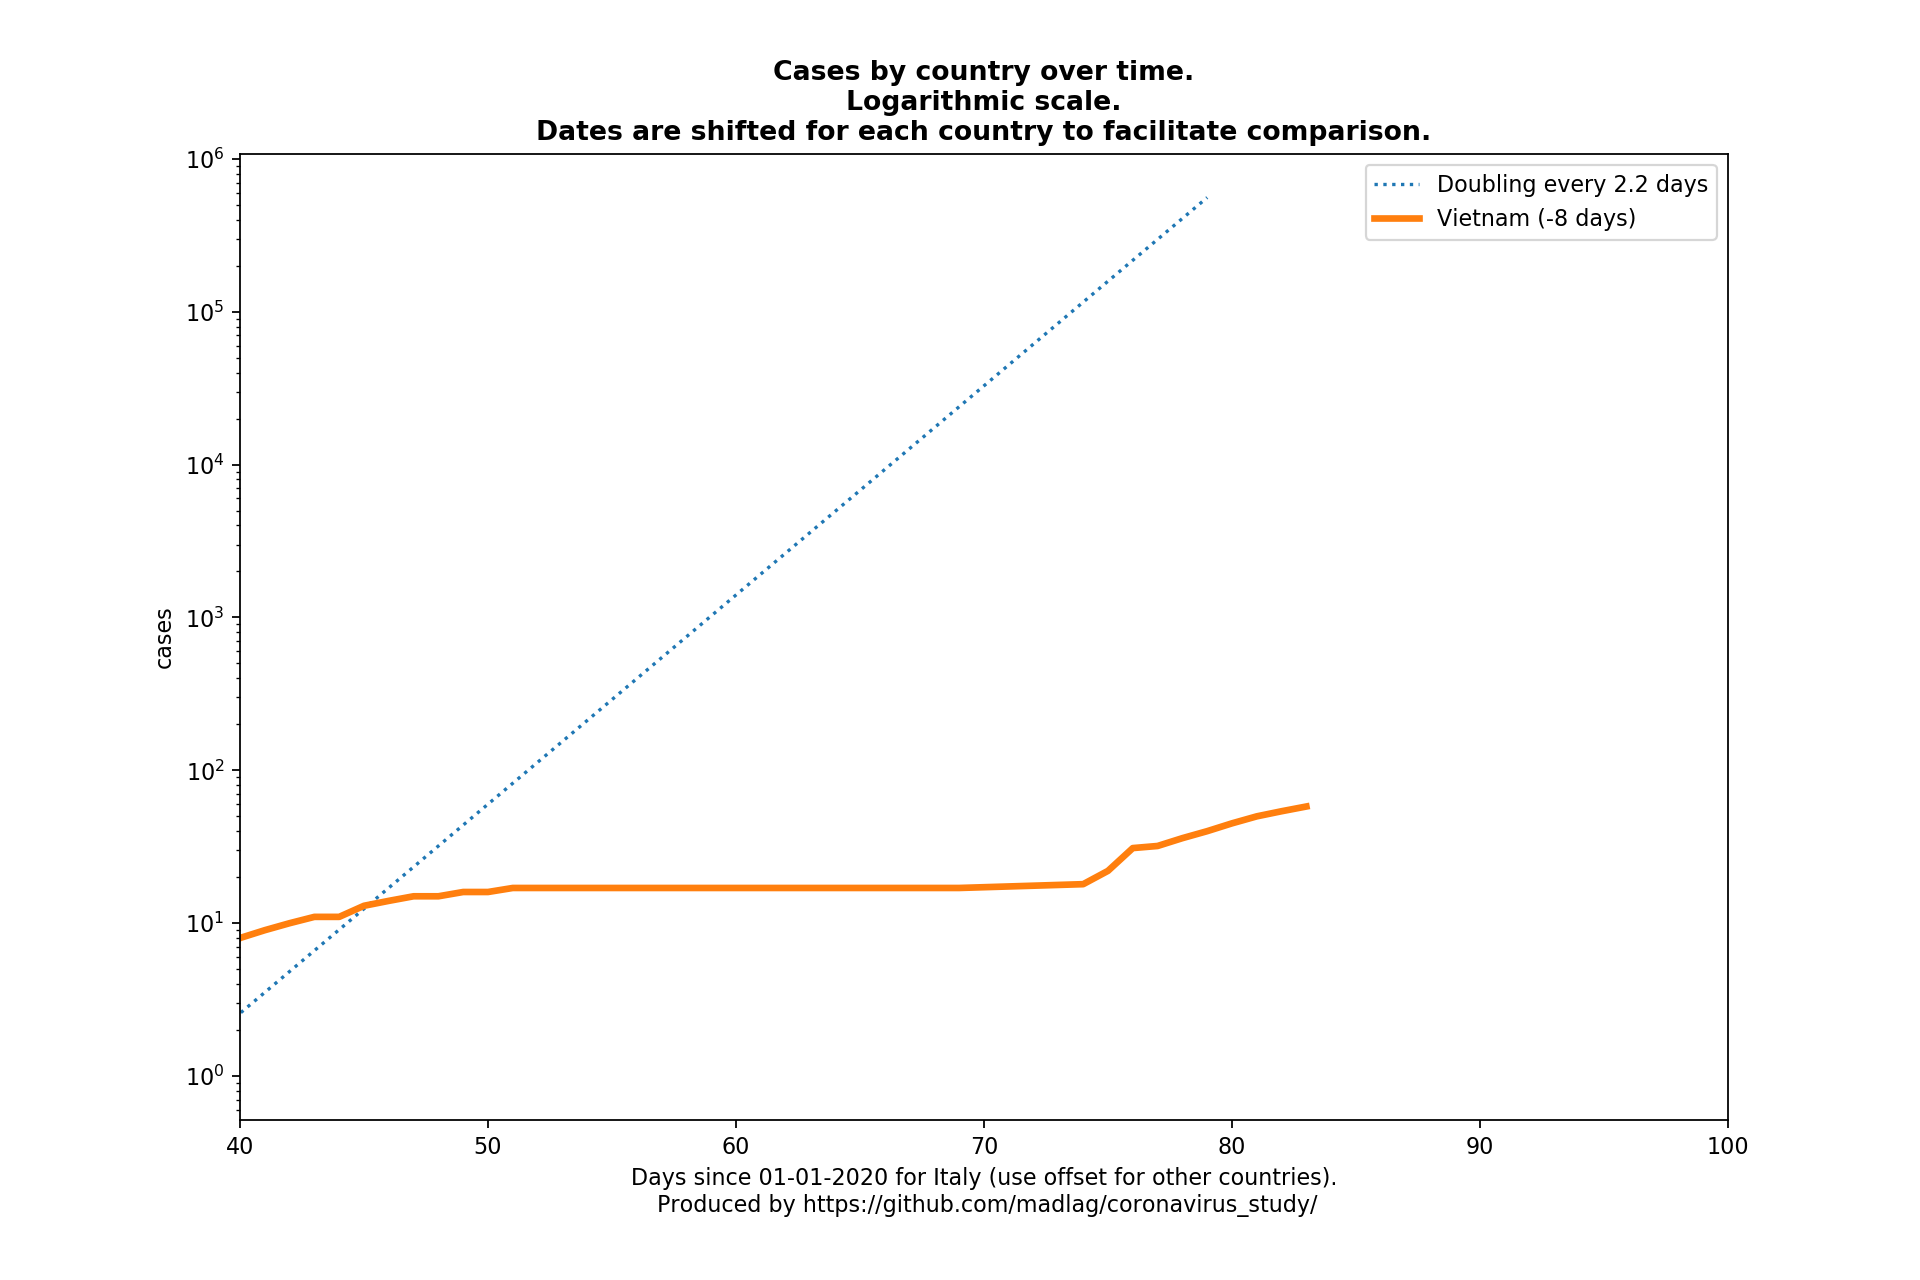 Cases by country over time.
Logarithmic scale.
Dates are shifted for each country to facilitate comparison.
Doubling every 2.2 days
Vietnam (-8 days)
10⁶
10⁵
10⁴
10³
10²
10¹
10⁰
cases
40 50 60 70 80 90 100
Days since 01-01-2020 for Italy (use offset for other countries).
Produced by https://github.com/madlag/coronavirus_study/